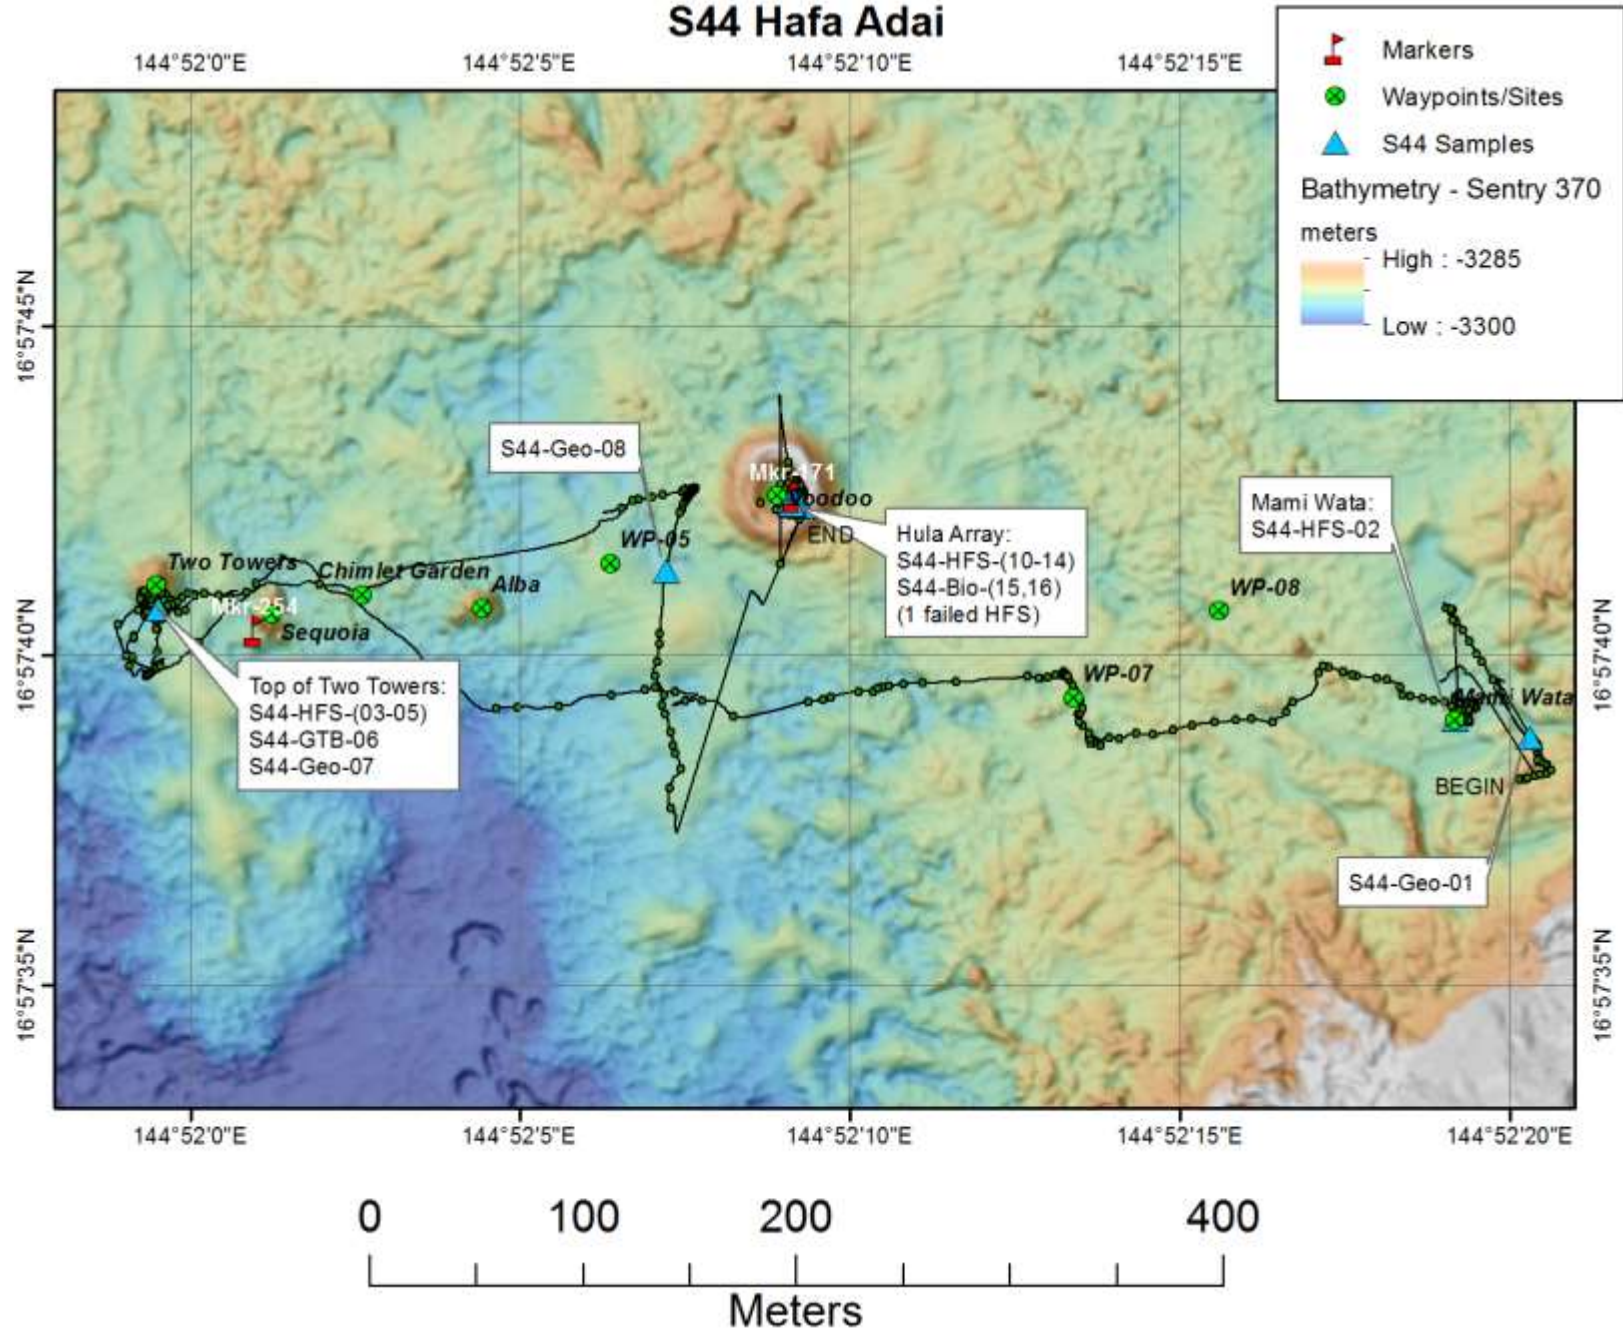 S44 Hafa Adai
144°52'0"E
144°52'5"E
144°52'10"E
144°52'15"E
Markers
Waypoints/Sites
S44 Samples
Bathymetry - Sentry 370
meters
High : -3285
Low : -3300
16°57'45"N
16°57'40"N
16°57'35"N
16°57'40"N
16°57'35"N
S44-Geo-08
Mkr-171
oodoo
END
Hula Array:
S44-HFS-(10-14)
S44-Bio-(15,16)
(1 failed HFS)
Mami Wata:
S44-HFS-02
WP-05
Two Towers
Chimlet Garden
Alba
Mkr-254
Sequoia
WP-08
WP-07
Mami Wata
Top of Two Towers:
S44-HFS-(03-05)
S44-GTB-06
S44-Geo-07
BEGIN
S44-Geo-01
144°52'0"E
144°52'5"E
144°52'10"E
144°52'15"E
144°52'20"E
0
100
200
400
Meters